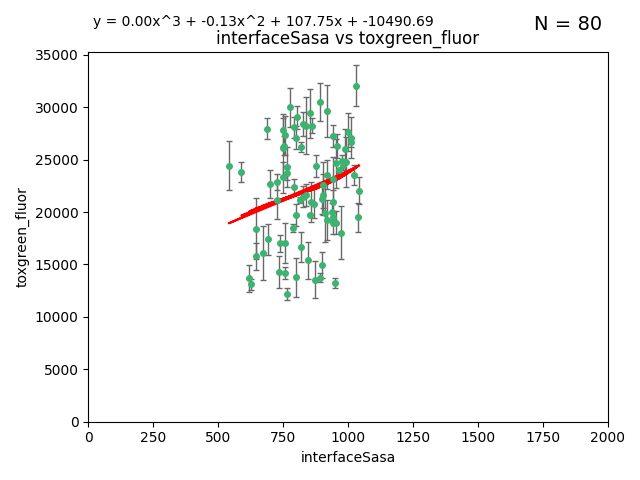 y = 0.00x^3 + -0.13x^2 + 107.75x + -10490.69
N = 80
interfaceSasa vs toxgreen_fluor
35000
30000
25000
20000
15000
10000
5000
0
toxgreen_fluor
0 250 500 750 1000 1250 1500 1750 2000
interfaceSasa